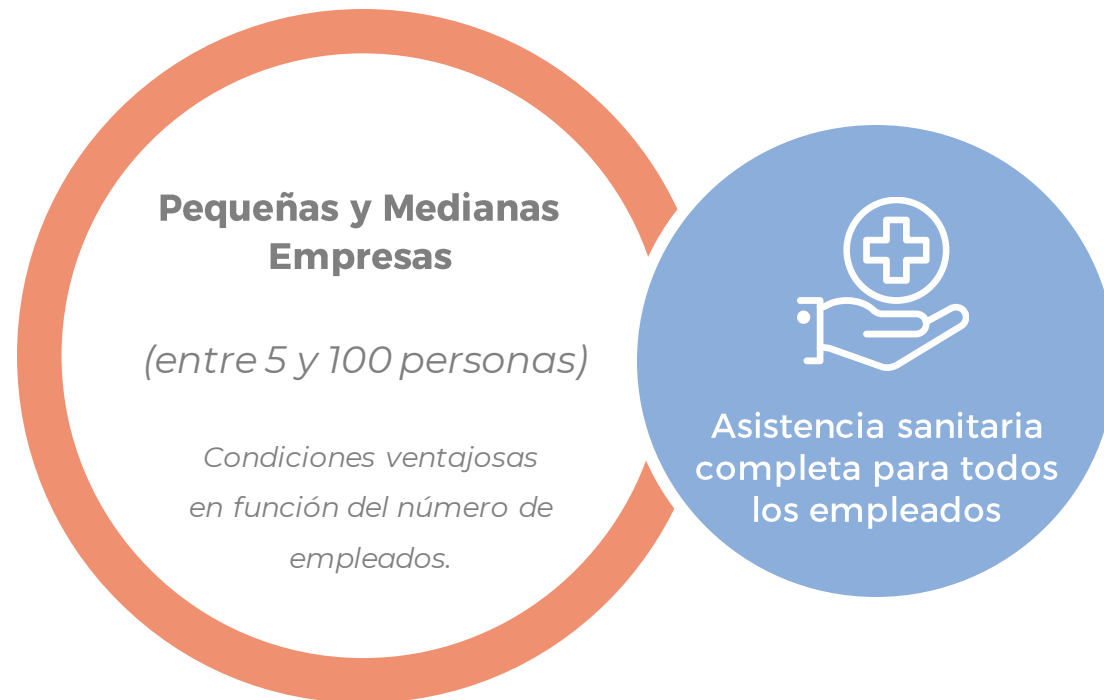 Pequeñas y Medianas
Empresas
(entre 5 y 100 personas)
Condiciones ventajosas
en función del número de
empleados.
Asistencia sanitaria
completa para todos
los empleados